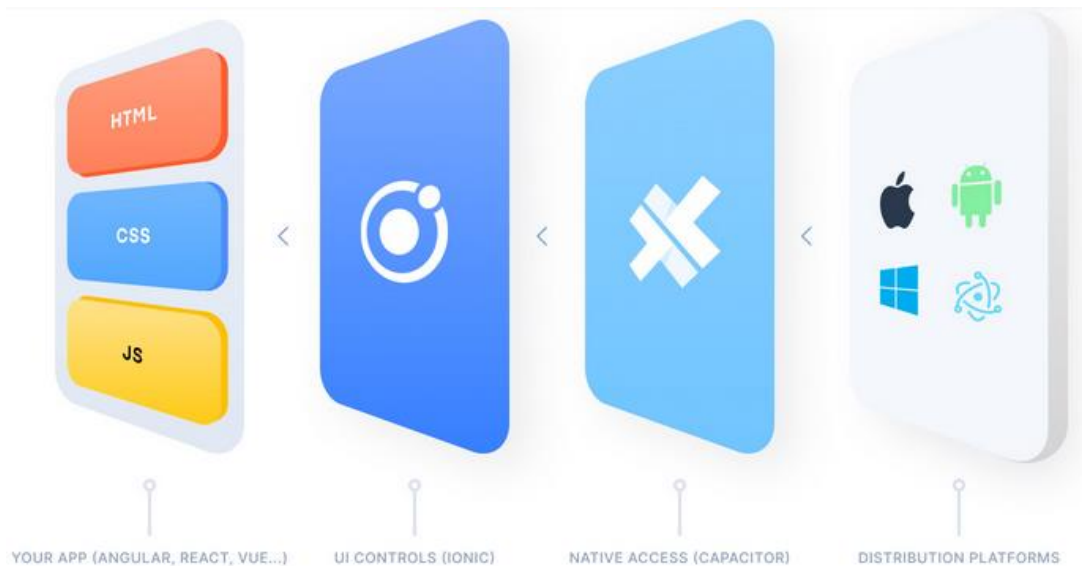 HTML
CSS
JS
YOUR APP (ANGULAR, REACT, VUE...)
UI CONTROLS (IONIC)
NATIVE ACCESS (CAPACITOR)
DISTRIBUTION PLATFORMS